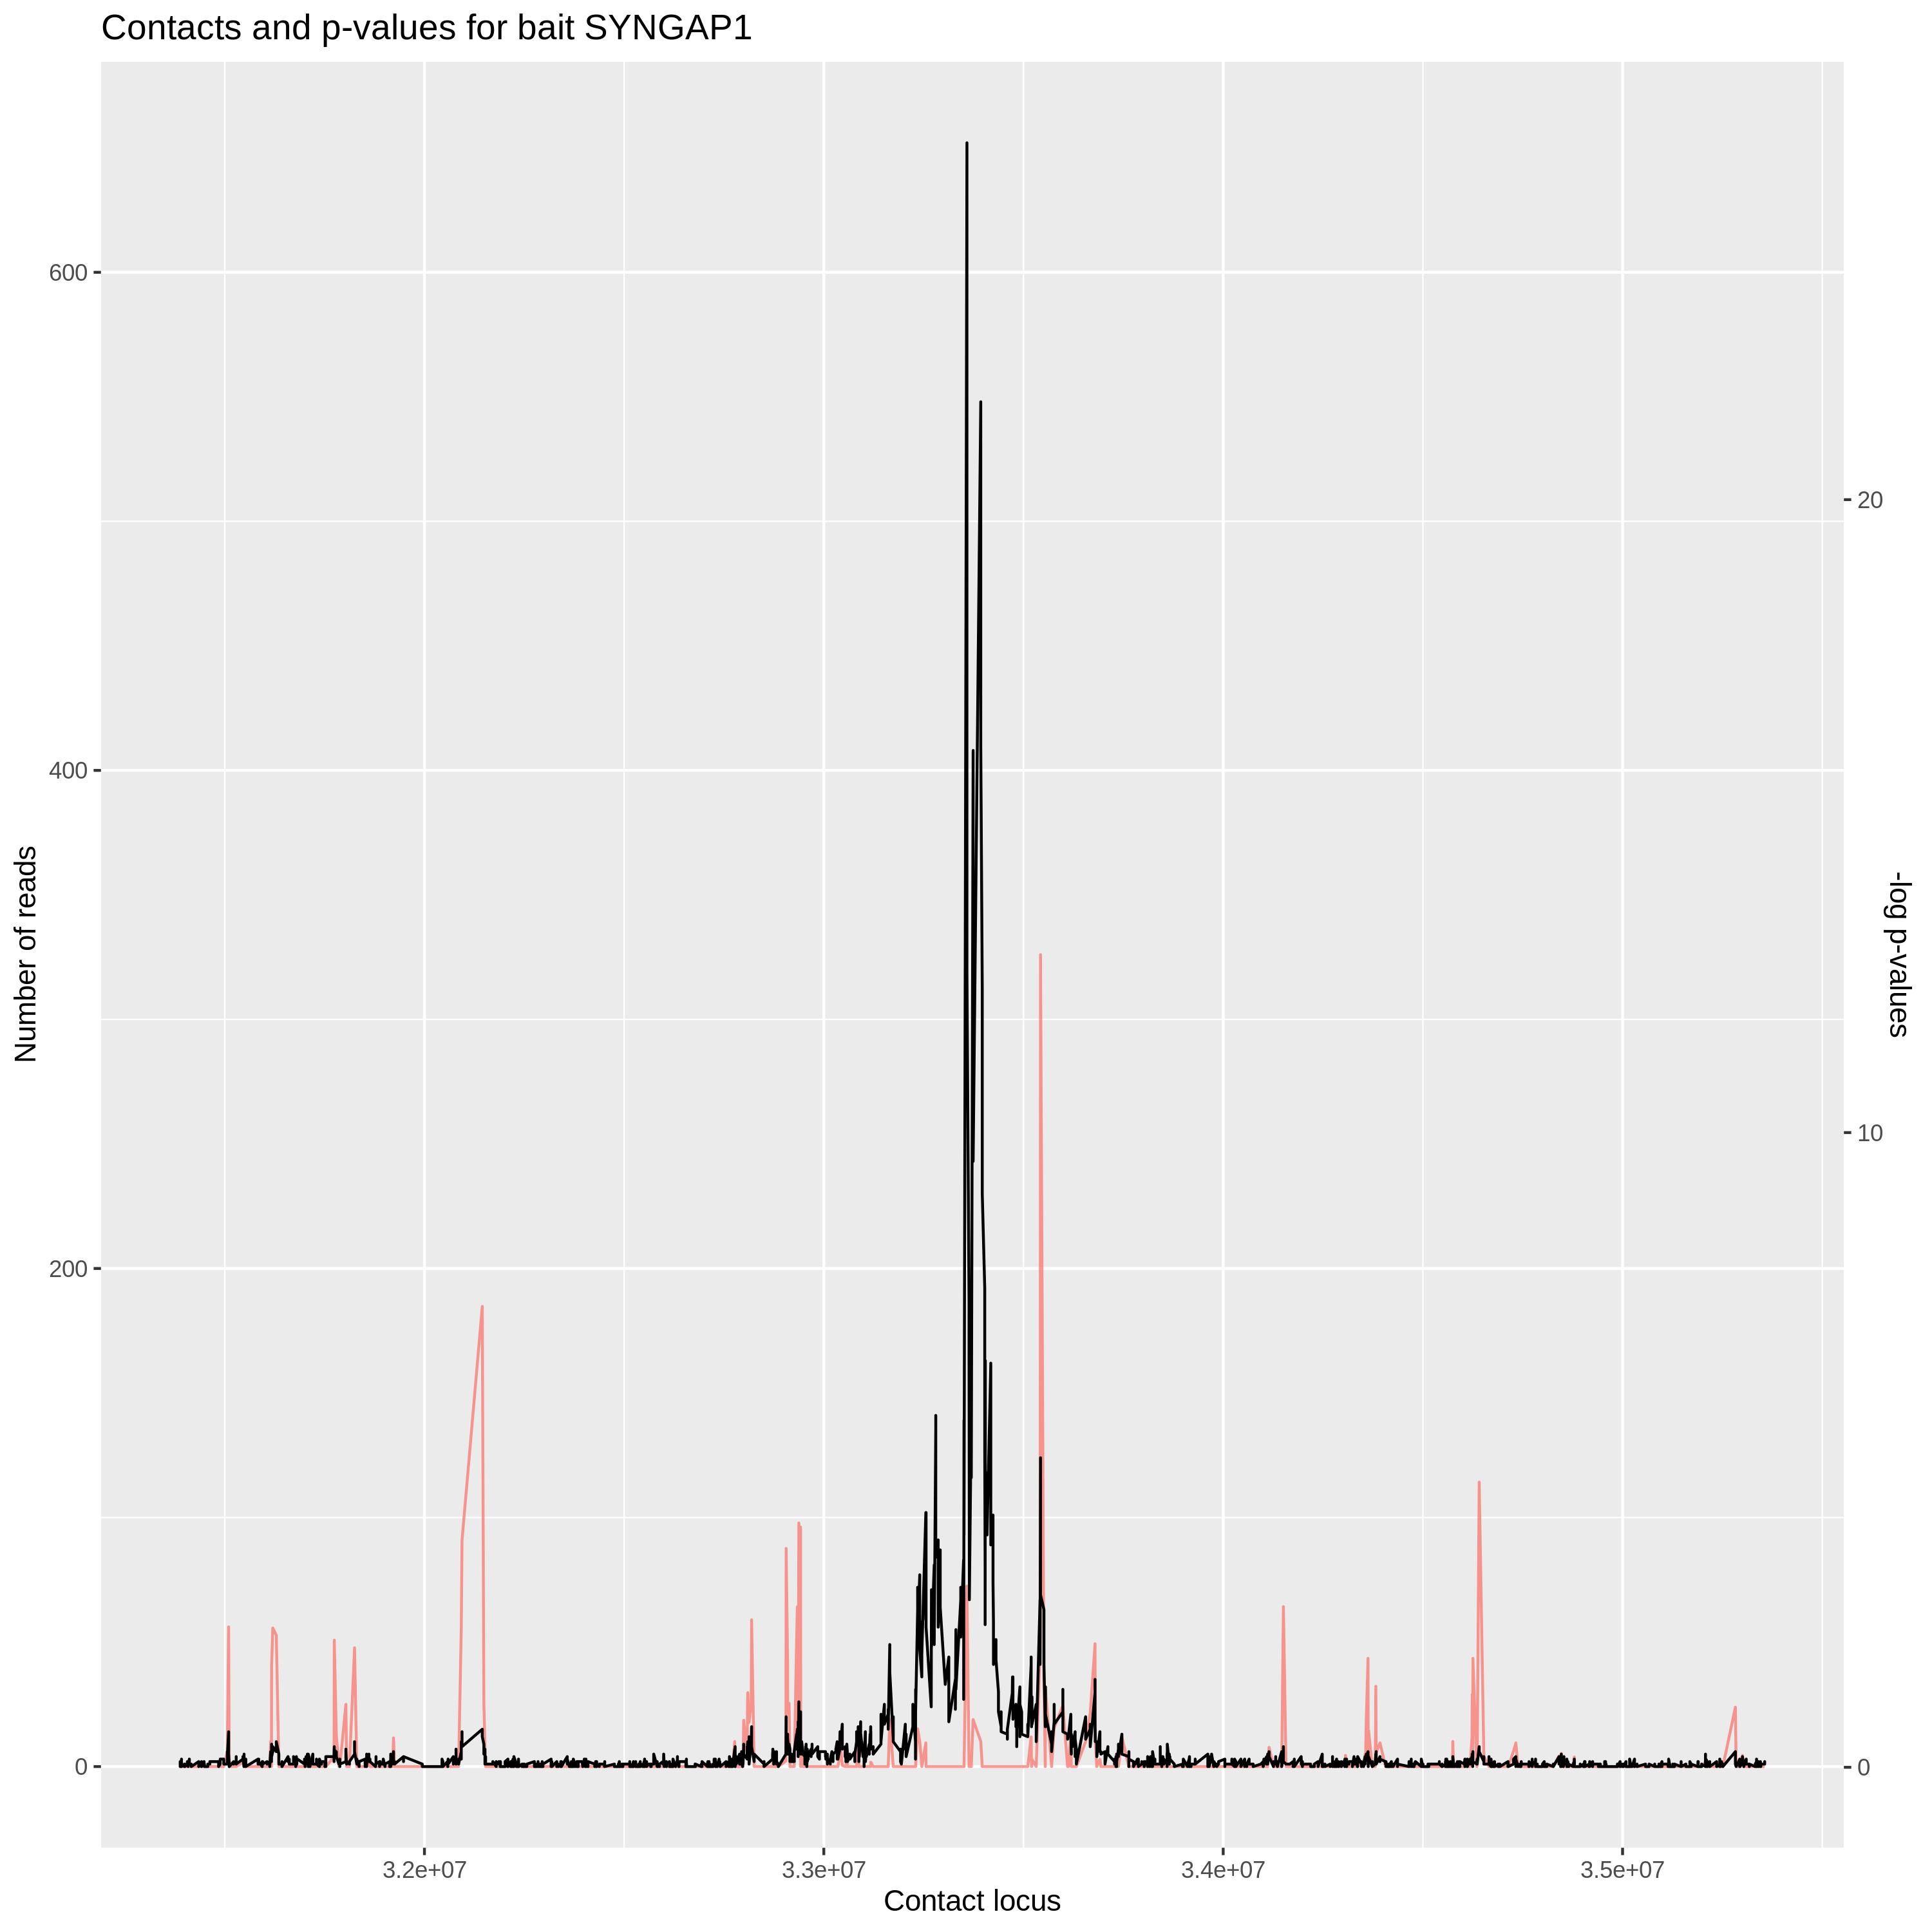 Contacts and p-values for bait SYNGAP1
600
400
200
0
Number of reads
20
10
0
-log p-values
3.2e+07
3.3e+07
3.4e+07
3.5e+07
Contact locus